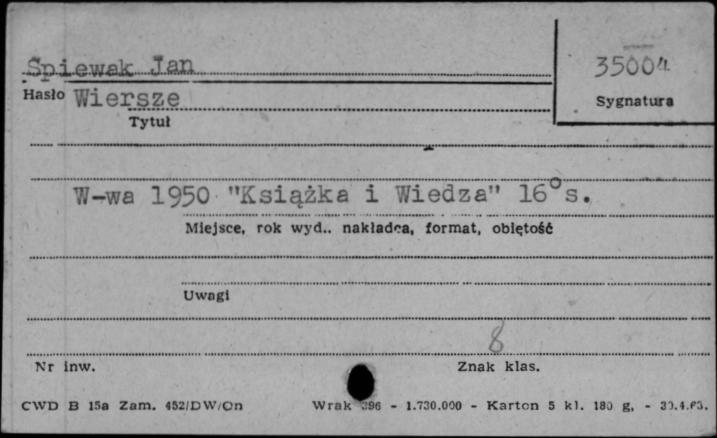 Śpiewak Jan
35004
Hasło Wiersze
Sygnatura
Tytuł
W-wa 1950 "Książka i Wiedza" 16°s.
Miejsce, rok wyd.. nakładca, format, objętość
Uwagi
8
Nr inw.
Znak klas.
CWD B 15a Zam. 452/DW/On Wrak 396 - 1.730.000 - Karton 5 kl. 180 g, -